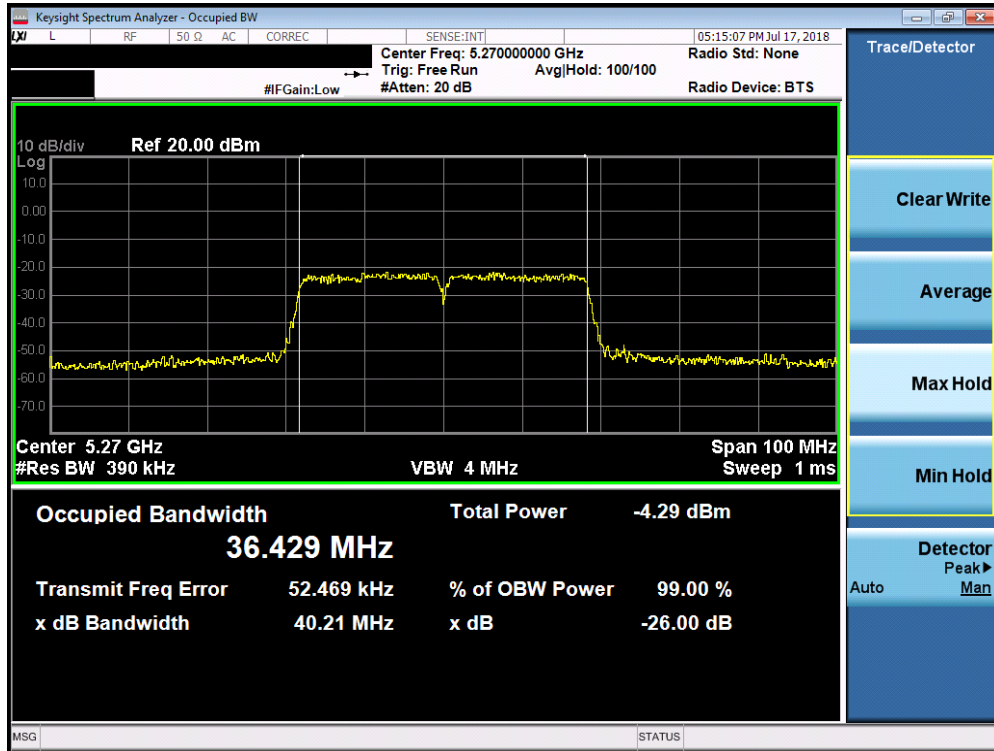 Keysight Spectrum Analyzer - Occupied BW
LXI L RF 50 Ω AC CORREC SENSE:INT 05:15:07 PM Jul 17, 2018
Center Freq: 5.270000000 GHz Radio Std: None
Trig: Free Run Avg|Hold: 100/100
#IFGain:Low #Atten: 20 dB Radio Device: BTS
10 dB/div Ref 20.00 dBm
Log
10.0
0.00
-10.0
-20.0
-30.0
-40.0
-50.0
-60.0
-70.0
Center 5.27 GHz Span 100 MHz
#Res BW 390 kHz VBW 4 MHz Sweep 1 ms
Occupied Bandwidth Total Power -4.29 dBm
36.429 MHz
Transmit Freq Error 52.469 kHz % of OBW Power 99.00 %
x dB Bandwidth 40.21 MHz x dB -26.00 dB
MSG STATUS
Trace/Detector
Clear Write
Average
Max Hold
Min Hold
Detector
Peak▶
Auto Man